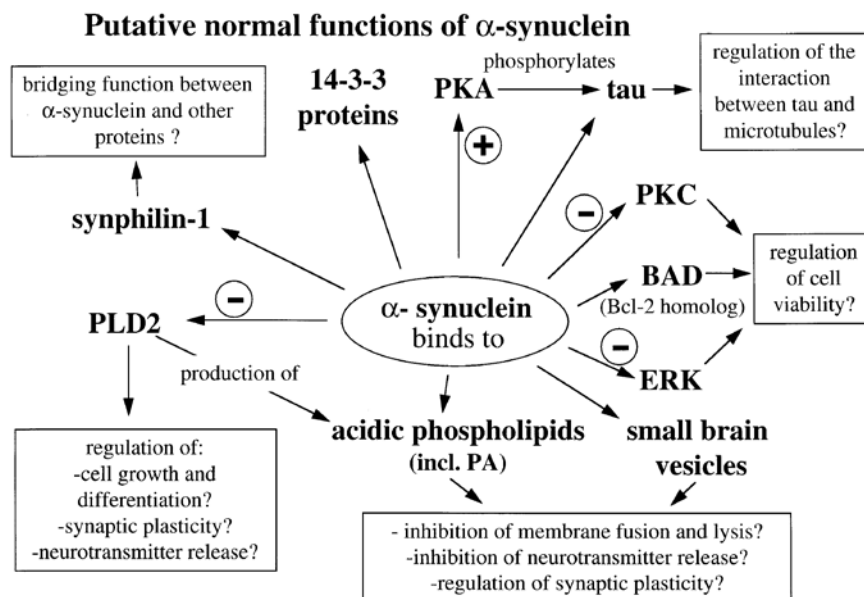 Putative normal functions of α-synuclein
bridging function between
α-synuclein and other
proteins ?
14-3-3
proteins
PKA
phosphorylates
tau
regulation of the
interaction
between tau and
microtubules?
+
synphilin-1
-
PKC
BAD
(Bcl-2 homolog)
-
ERK
regulation
of cell
viability?
α- synuclein
binds to
-
PLD2
production of
acidic phospholipids
(incl. PA)
small brain
vesicles
regulation of:
-cell growth and
differentiation?
-synaptic plasticity?
-neurotransmitter release?
- inhibition of membrane fusion and lysis?
-inhibition of neurotransmitter release?
-regulation of synaptic plasticity?